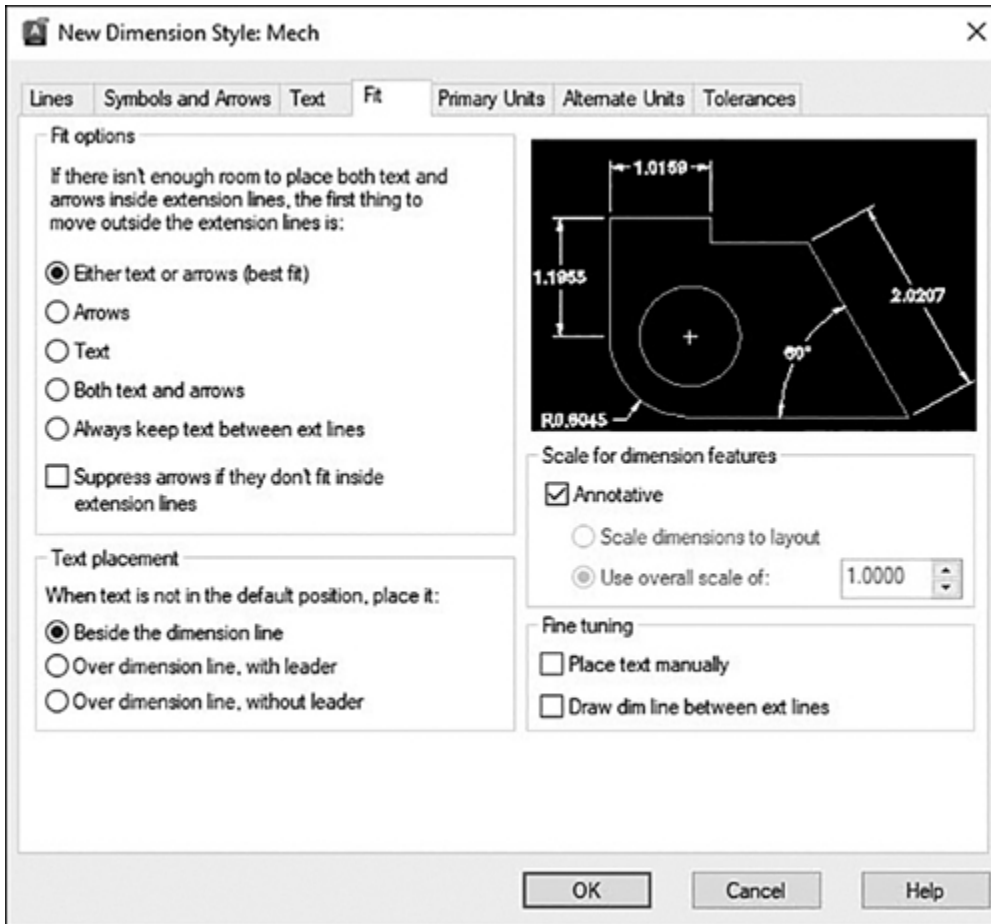 New Dimension Style: Mech
Lines
Symbols and Arrows
Text
Fit
Primary Units
Alternate Units
Tolerances
Fit options
If there isn't enough room to place both text and
arrows inside extension lines, the first thing to
move outside the extension lines is:
Either text or arrows (best fit)
Arrows
Text
Both text and arrows
Always keep text between ext lines
Suppress arrows if they don't fit inside
extension lines
Text placement
When text is not in the default position, place it:
Beside the dimension line
Over dimension line, with leader
Over dimension line, without leader
1.0159
1.1955
2.0207
60°
R0.8045
Scale for dimension features
Annotative
Scale dimensions to layout
Use overall scale of:
1.0000
Fine tuning
Place text manually
Draw dim line between ext lines
OK
Cancel
Help